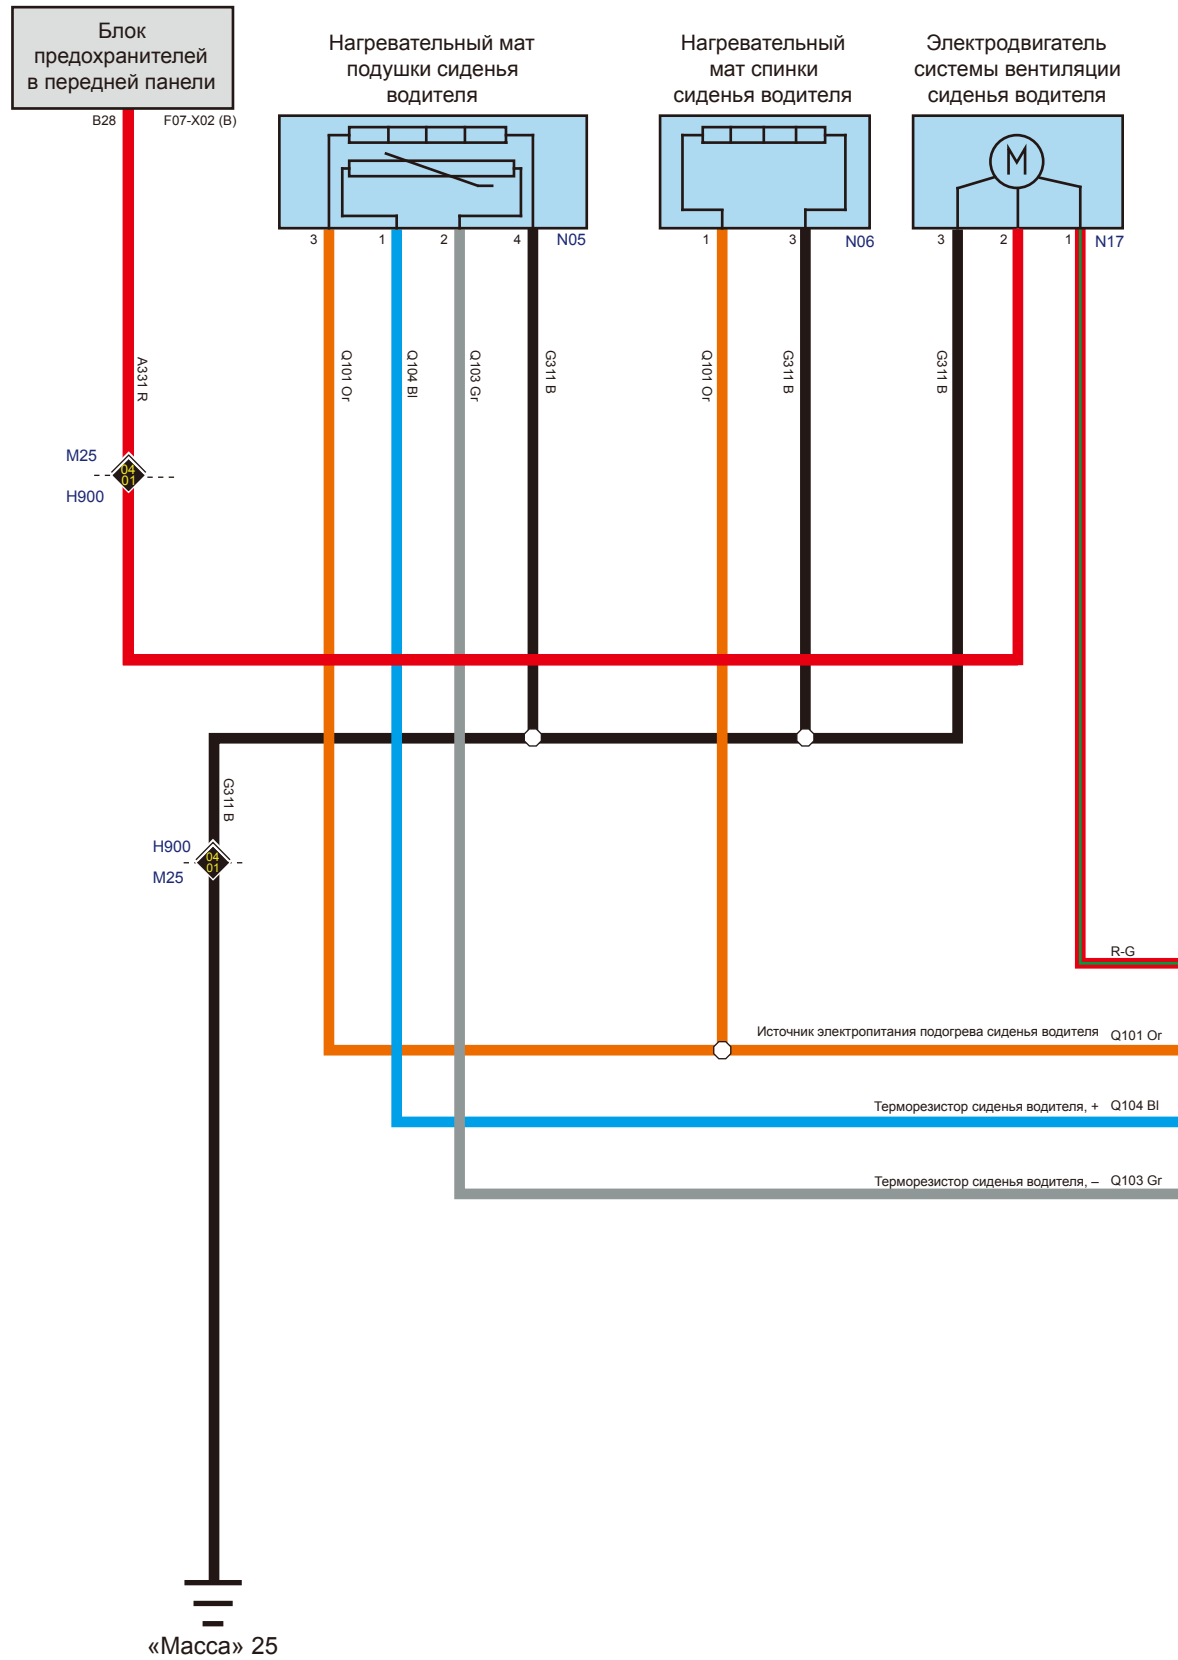 Блок
предохранителей
в передней панели
B28
F07-X02 (B)
Нагревательный мат
подушки сиденья
водителя
Нагревательный
мат спинки
сиденья водителя
Электродвигатель
системы вентиляции
сиденья водителя
M
3
1
2
4
N05
1
3
N06
3
2
1
N17
A331 R
Q101 Or
Q104 Bl
Q103 Gr
G311 B
Q101 Or
G311 B
G311 B
M25
04
01
H900
G311 B
H900
04
01
M25
R-G
Источник электропитания подогрева сиденья водителя
Q101 Or
Терморезистор сиденья водителя, +
Q104 Bl
Терморезистор сиденья водителя, –
Q103 Gr
«Масса» 25